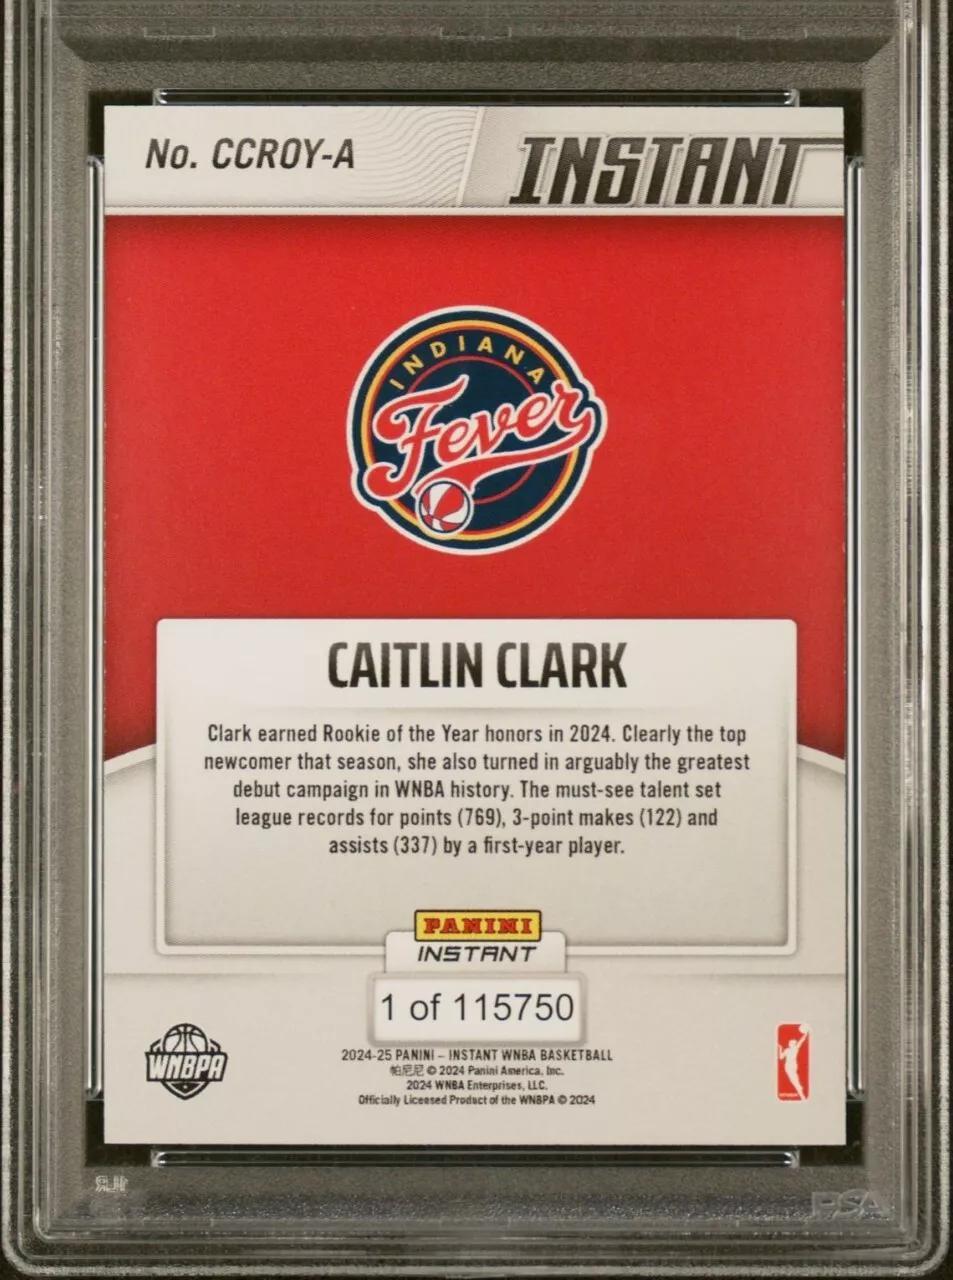 No. CCROY-A
INSTANT
INDIANA
Fever
CAITLIN CLARK
Clark earned Rookie of the Year honors in 2024. Clearly the top
newcomer that season, she also turned in arguably the greatest
debut campaign in WNBA history. The must-see talent set
league records for points (769), 3-point makes (122) and
assists (337) by a first-year player.
PANINI
INSTANT
1 of 115750
WNBPA
2024-25 PANINI – INSTANT WNBA BASKETBALL
帕尼尼 © 2024 Panini America, Inc.
2024 WNBA Enterprises, LLC.
Officially Licensed Product of the WNBPA © 2024
PSA